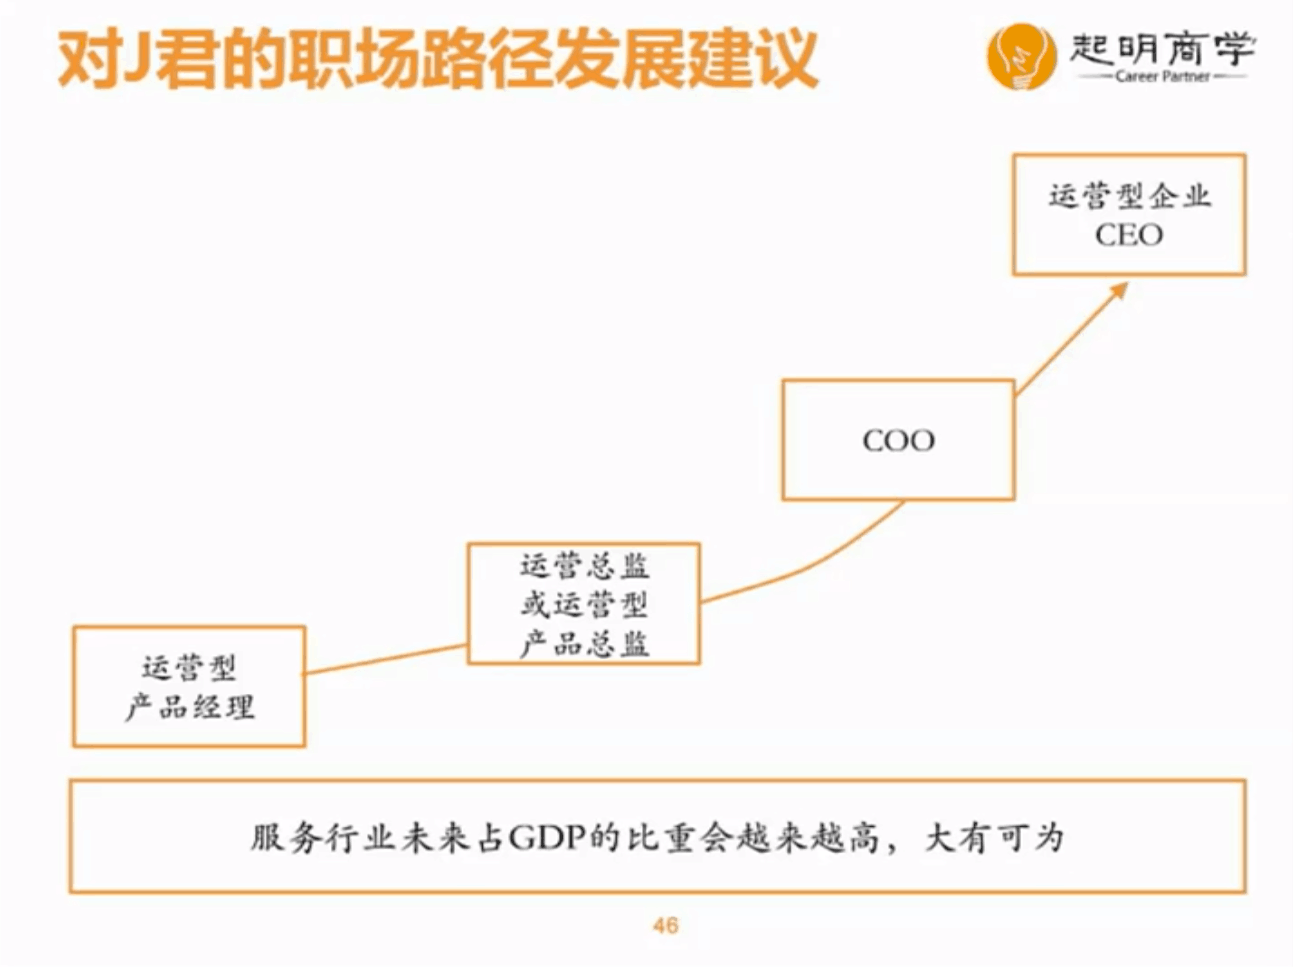 对J君的职场路径发展建议
起明商学
Career Partner
运营型企业
CEO
COO
运营总监
或运营型
产品总监
运营型
产品经理
服务行业未来占GDP的比重会越来越高，大有可为
46